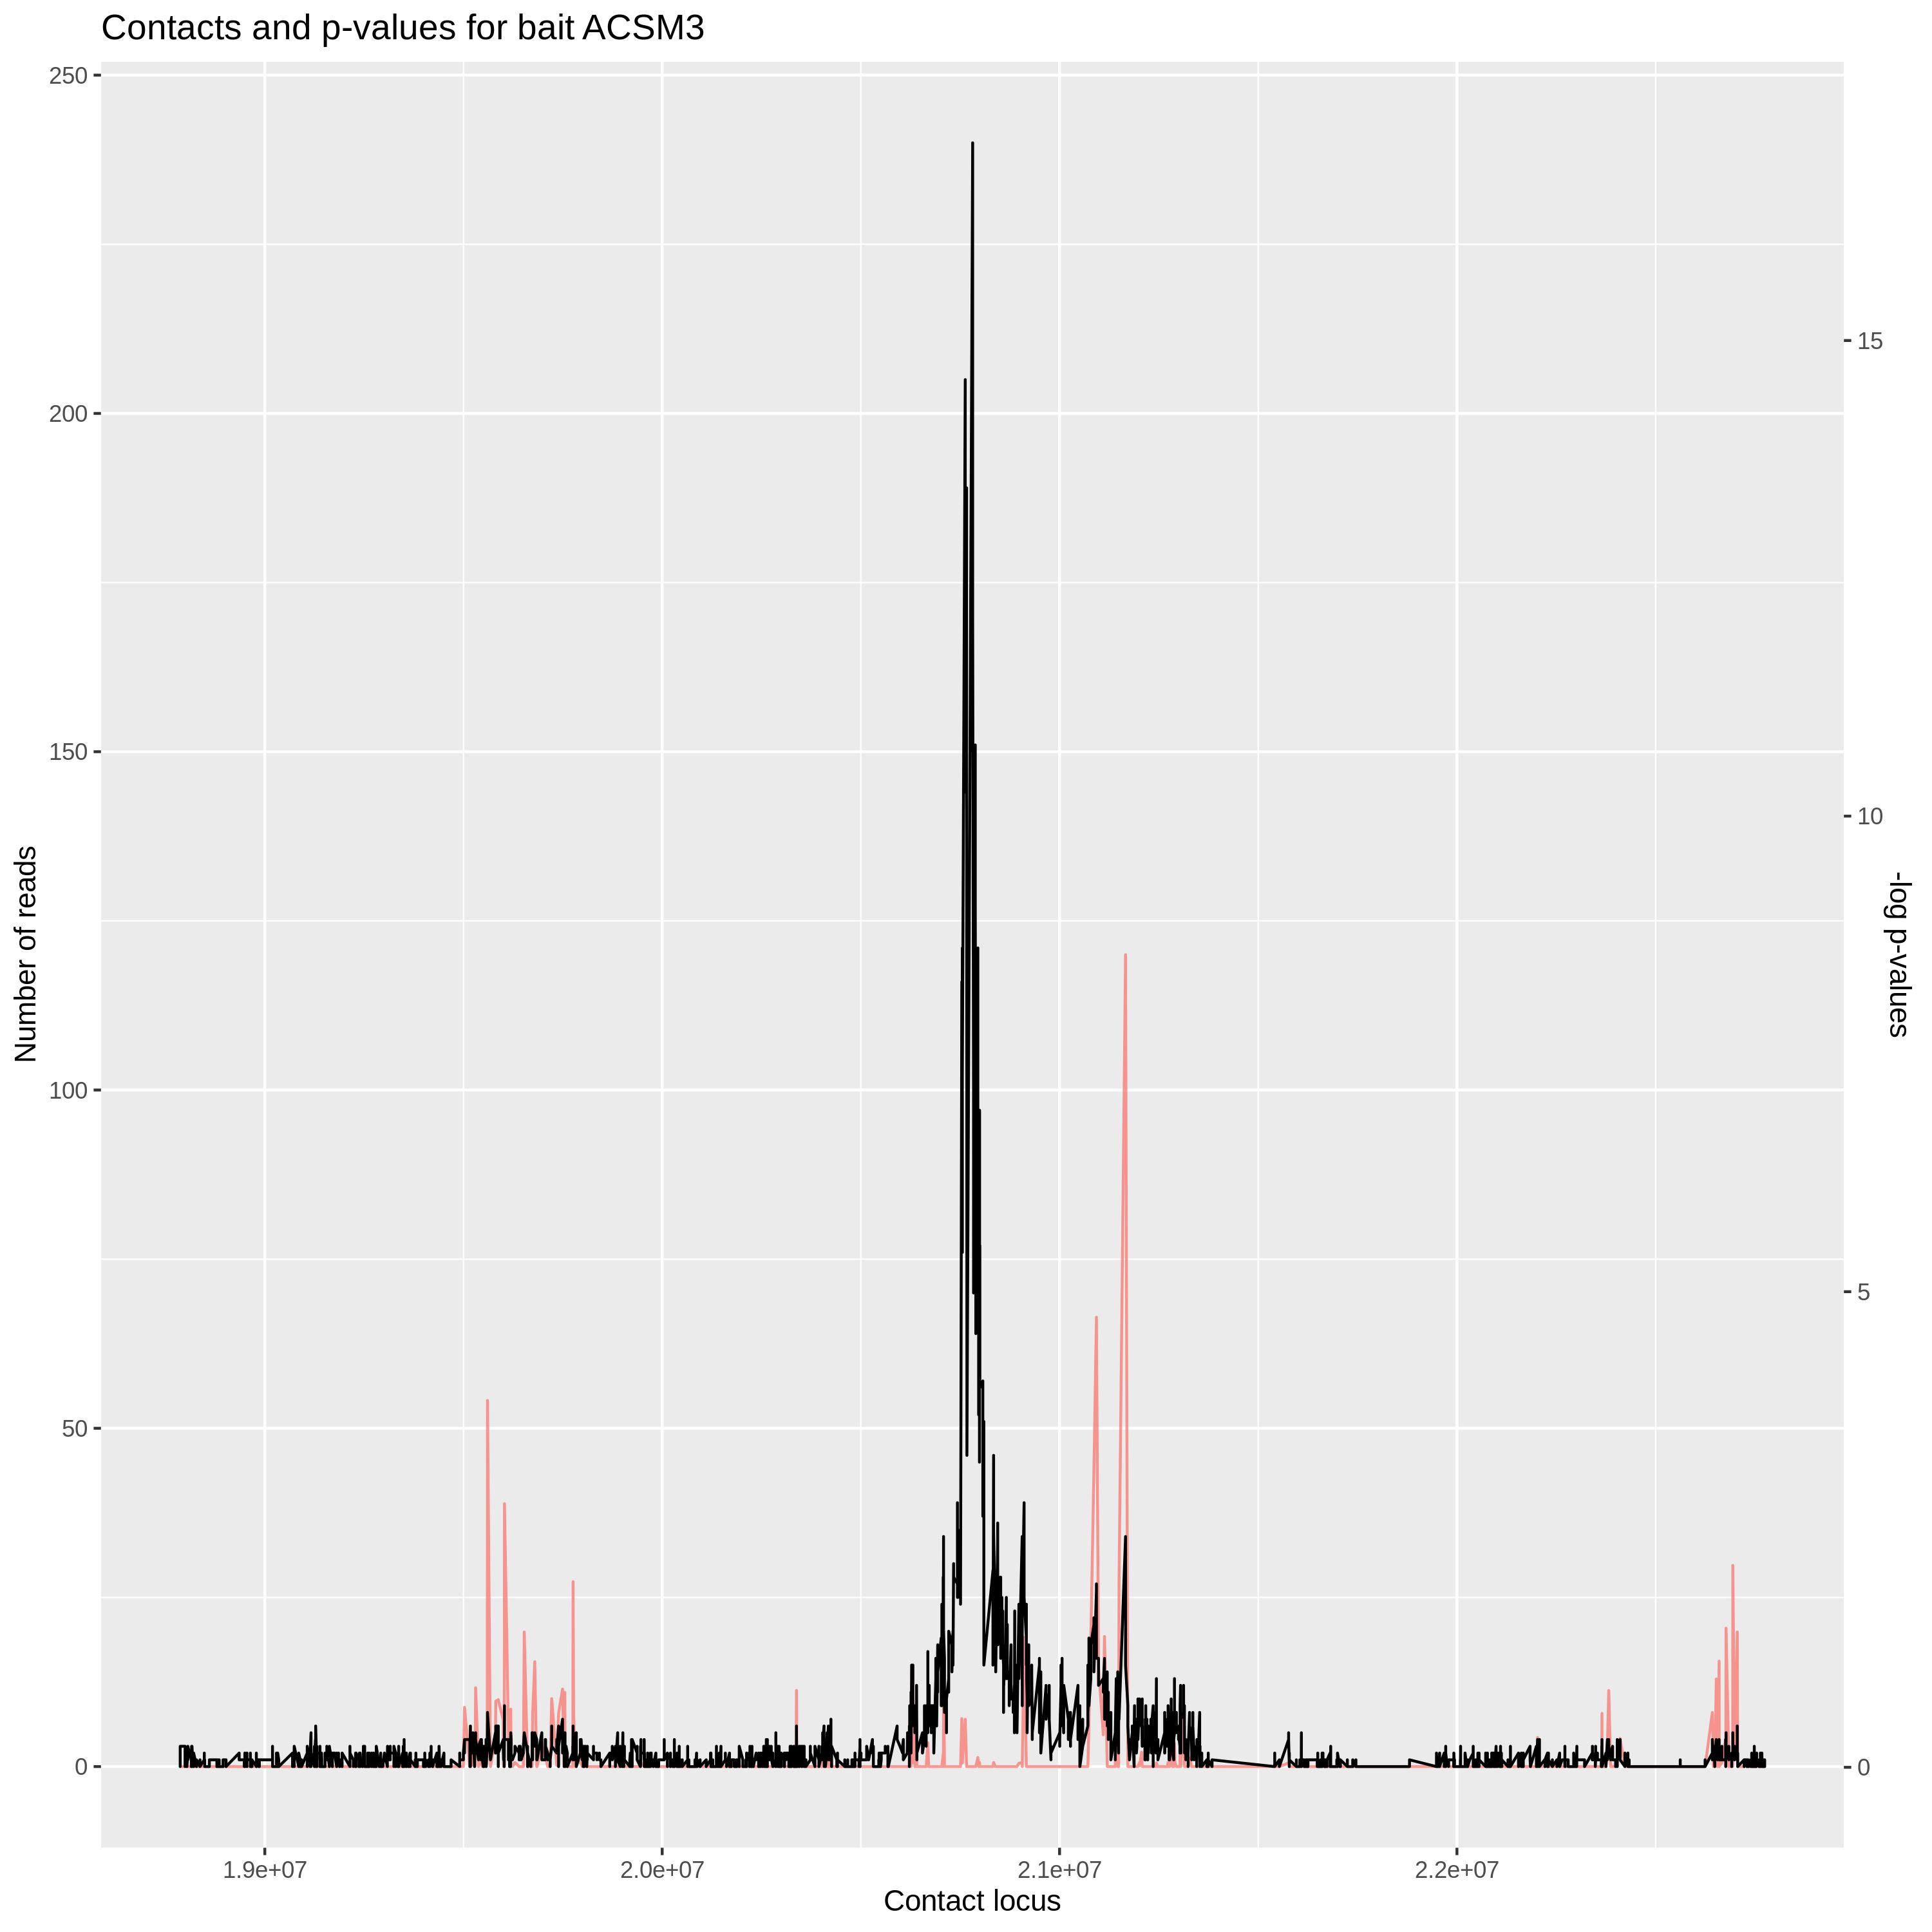 Contacts and p-values for bait ACSM3
250
200
150
100
50
0
Number of reads
15
10
5
0
-log p-values
1.9e+07 2.0e+07 2.1e+07 2.2e+07
Contact locus